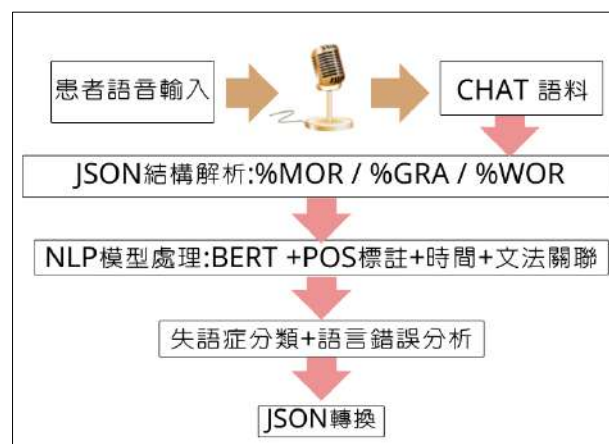 患者語音輸入
CHAT 語料
JSON結構解析:%MOR / %GRA / %WOR
NLP模型處理:BERT +POS標註+時間+文法關聯
失語症分類+語言錯誤分析
JSON轉換